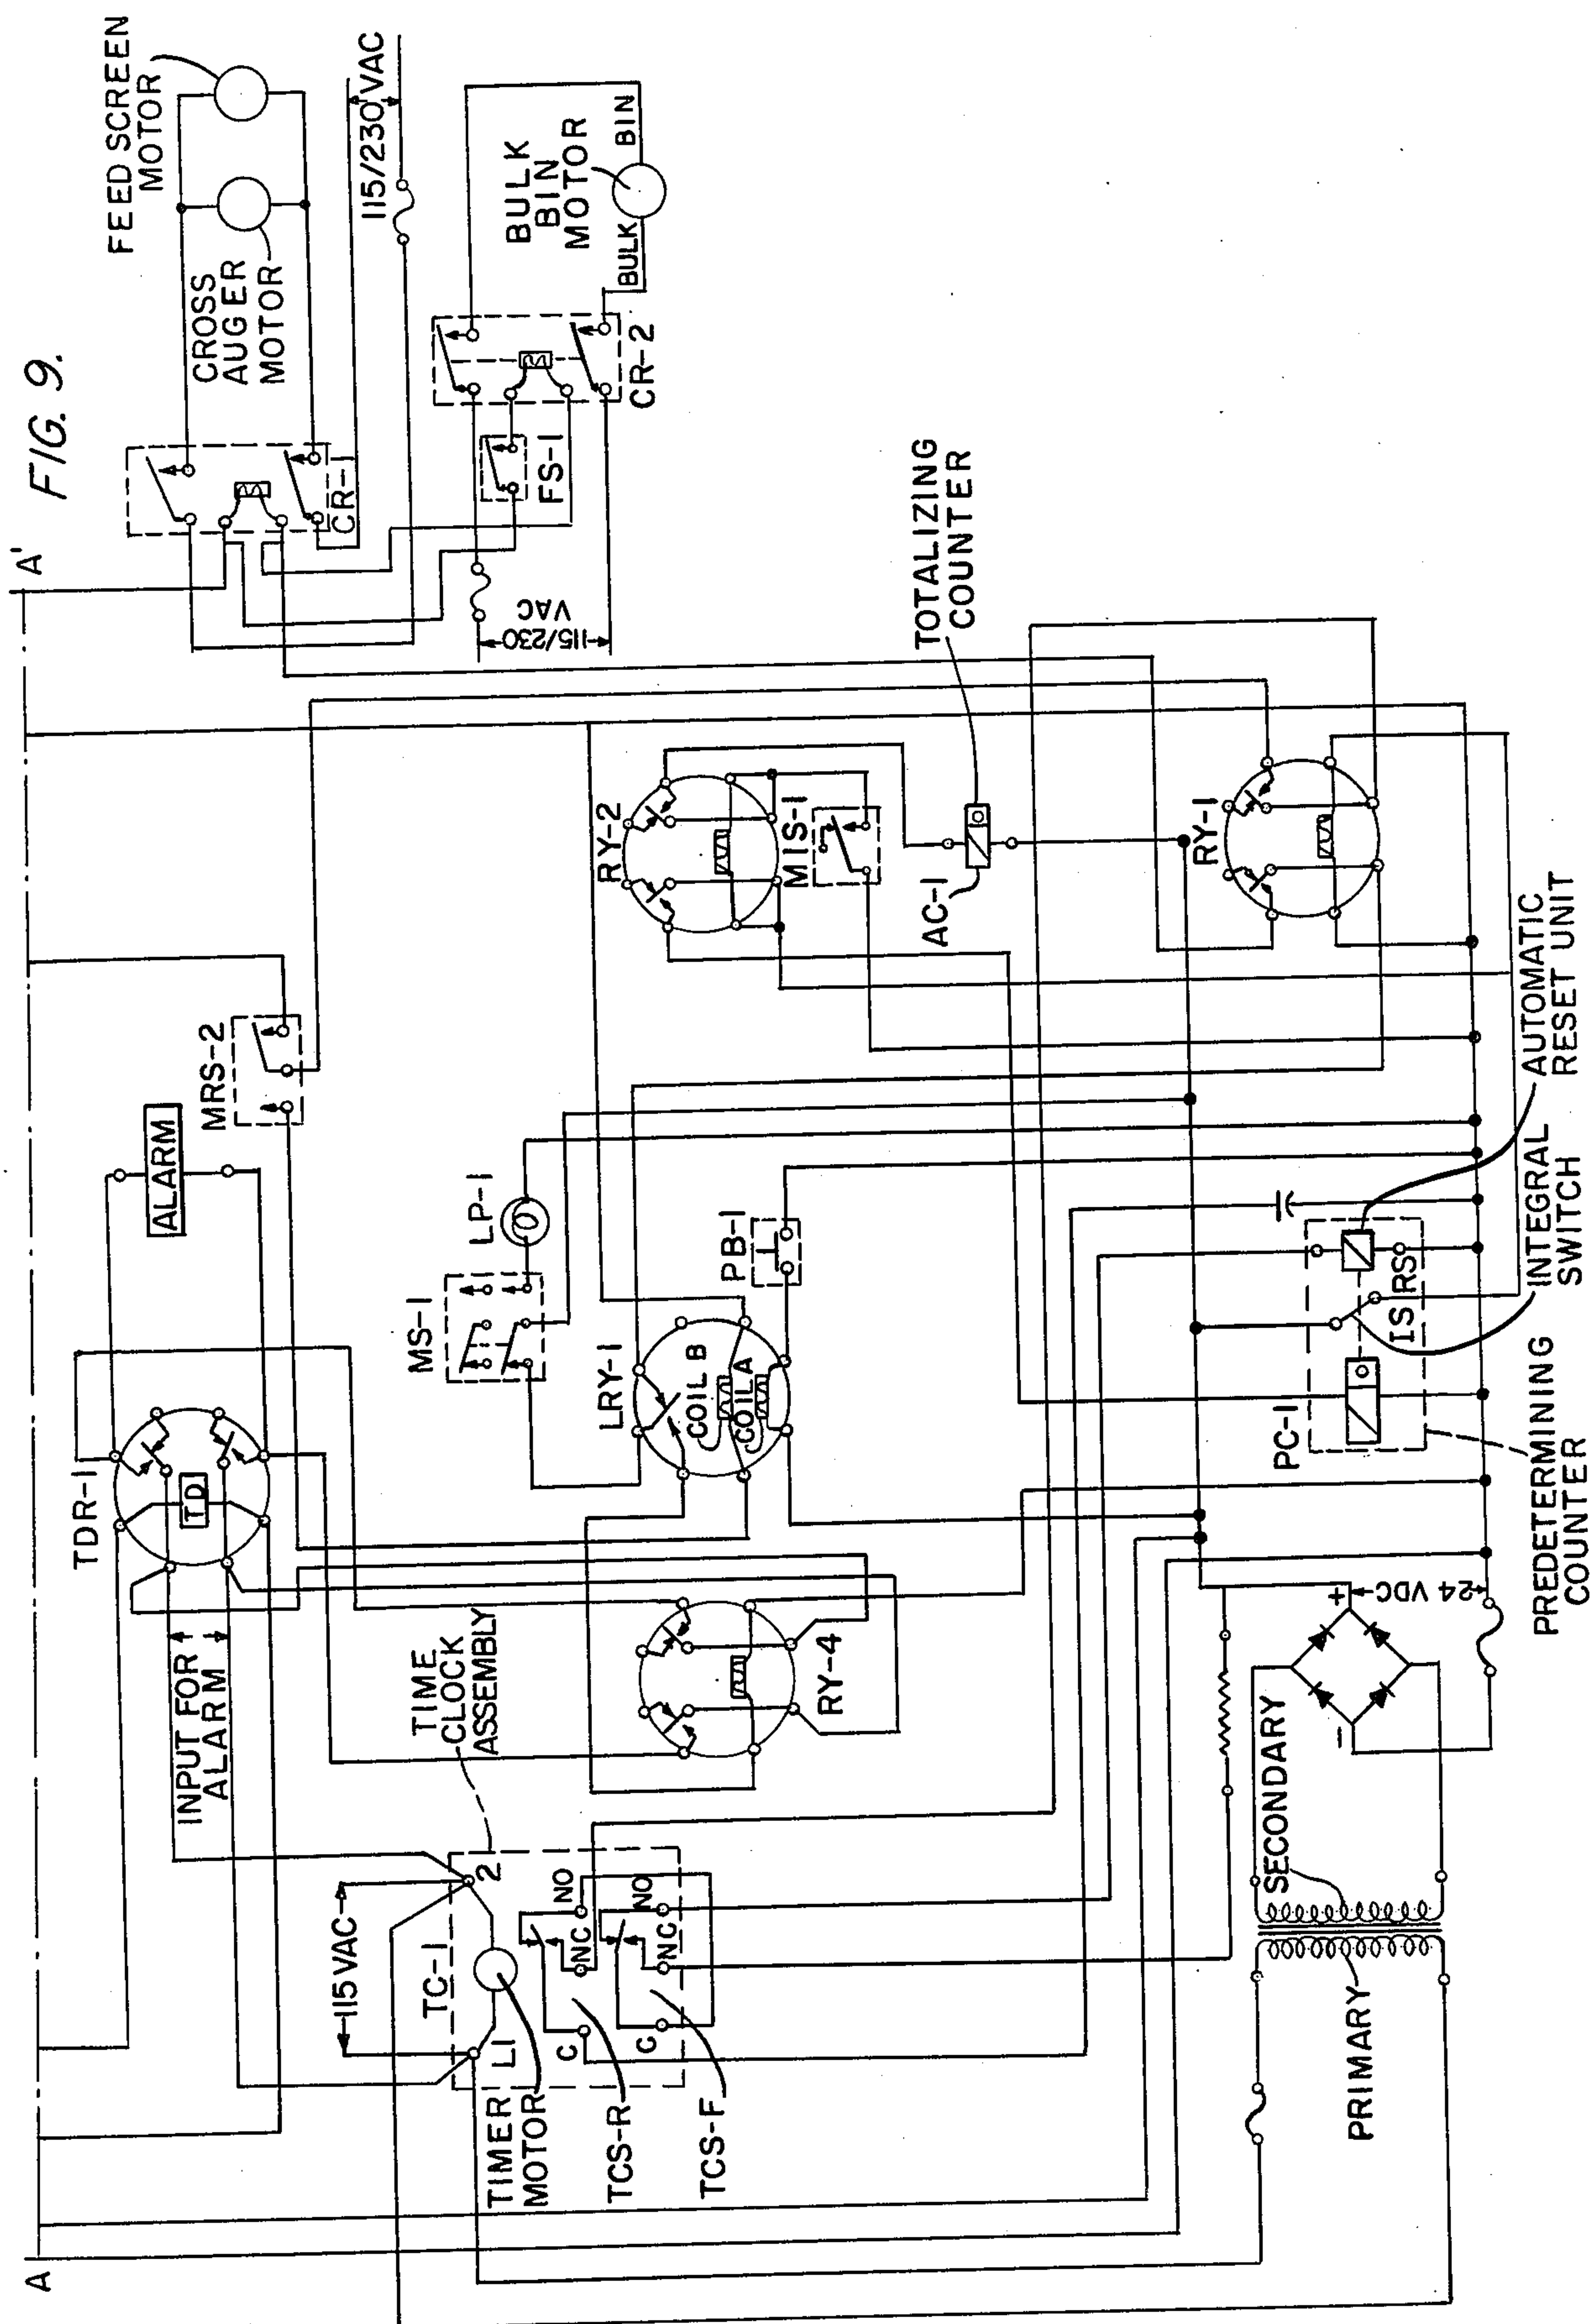 FIG. 9.
A
A'
FEED SCREEN
MOTOR
CROSS
AUGER
MOTOR
115/230 VAC
CR-1
BULK
BIN
MOTOR
BULK
BIN
FS-1
CR-2
115/230
VAC
MRS-2
ALARM
TDR-1
TD
INPUT FOR
ALARM
TIME
CLOCK
ASSEMBLY
115 VAC
TC-1
L1
2
TIMER
MOTOR
C
NC
NO
C
NC
NO
TCS-R
TCS-F
RY-4
MS-1
LP-1
LRY-1
COIL B
COIL A
PB-1
RY-2
MIS-1
AC-1
TOTALIZING
COUNTER
RY-1
AUTOMATIC
RESET UNIT
INTEGRAL
SWITCH
PC-1
IS
RS
PREDETERMINING
COUNTER
+
24 VDC
-
SECONDARY
PRIMARY